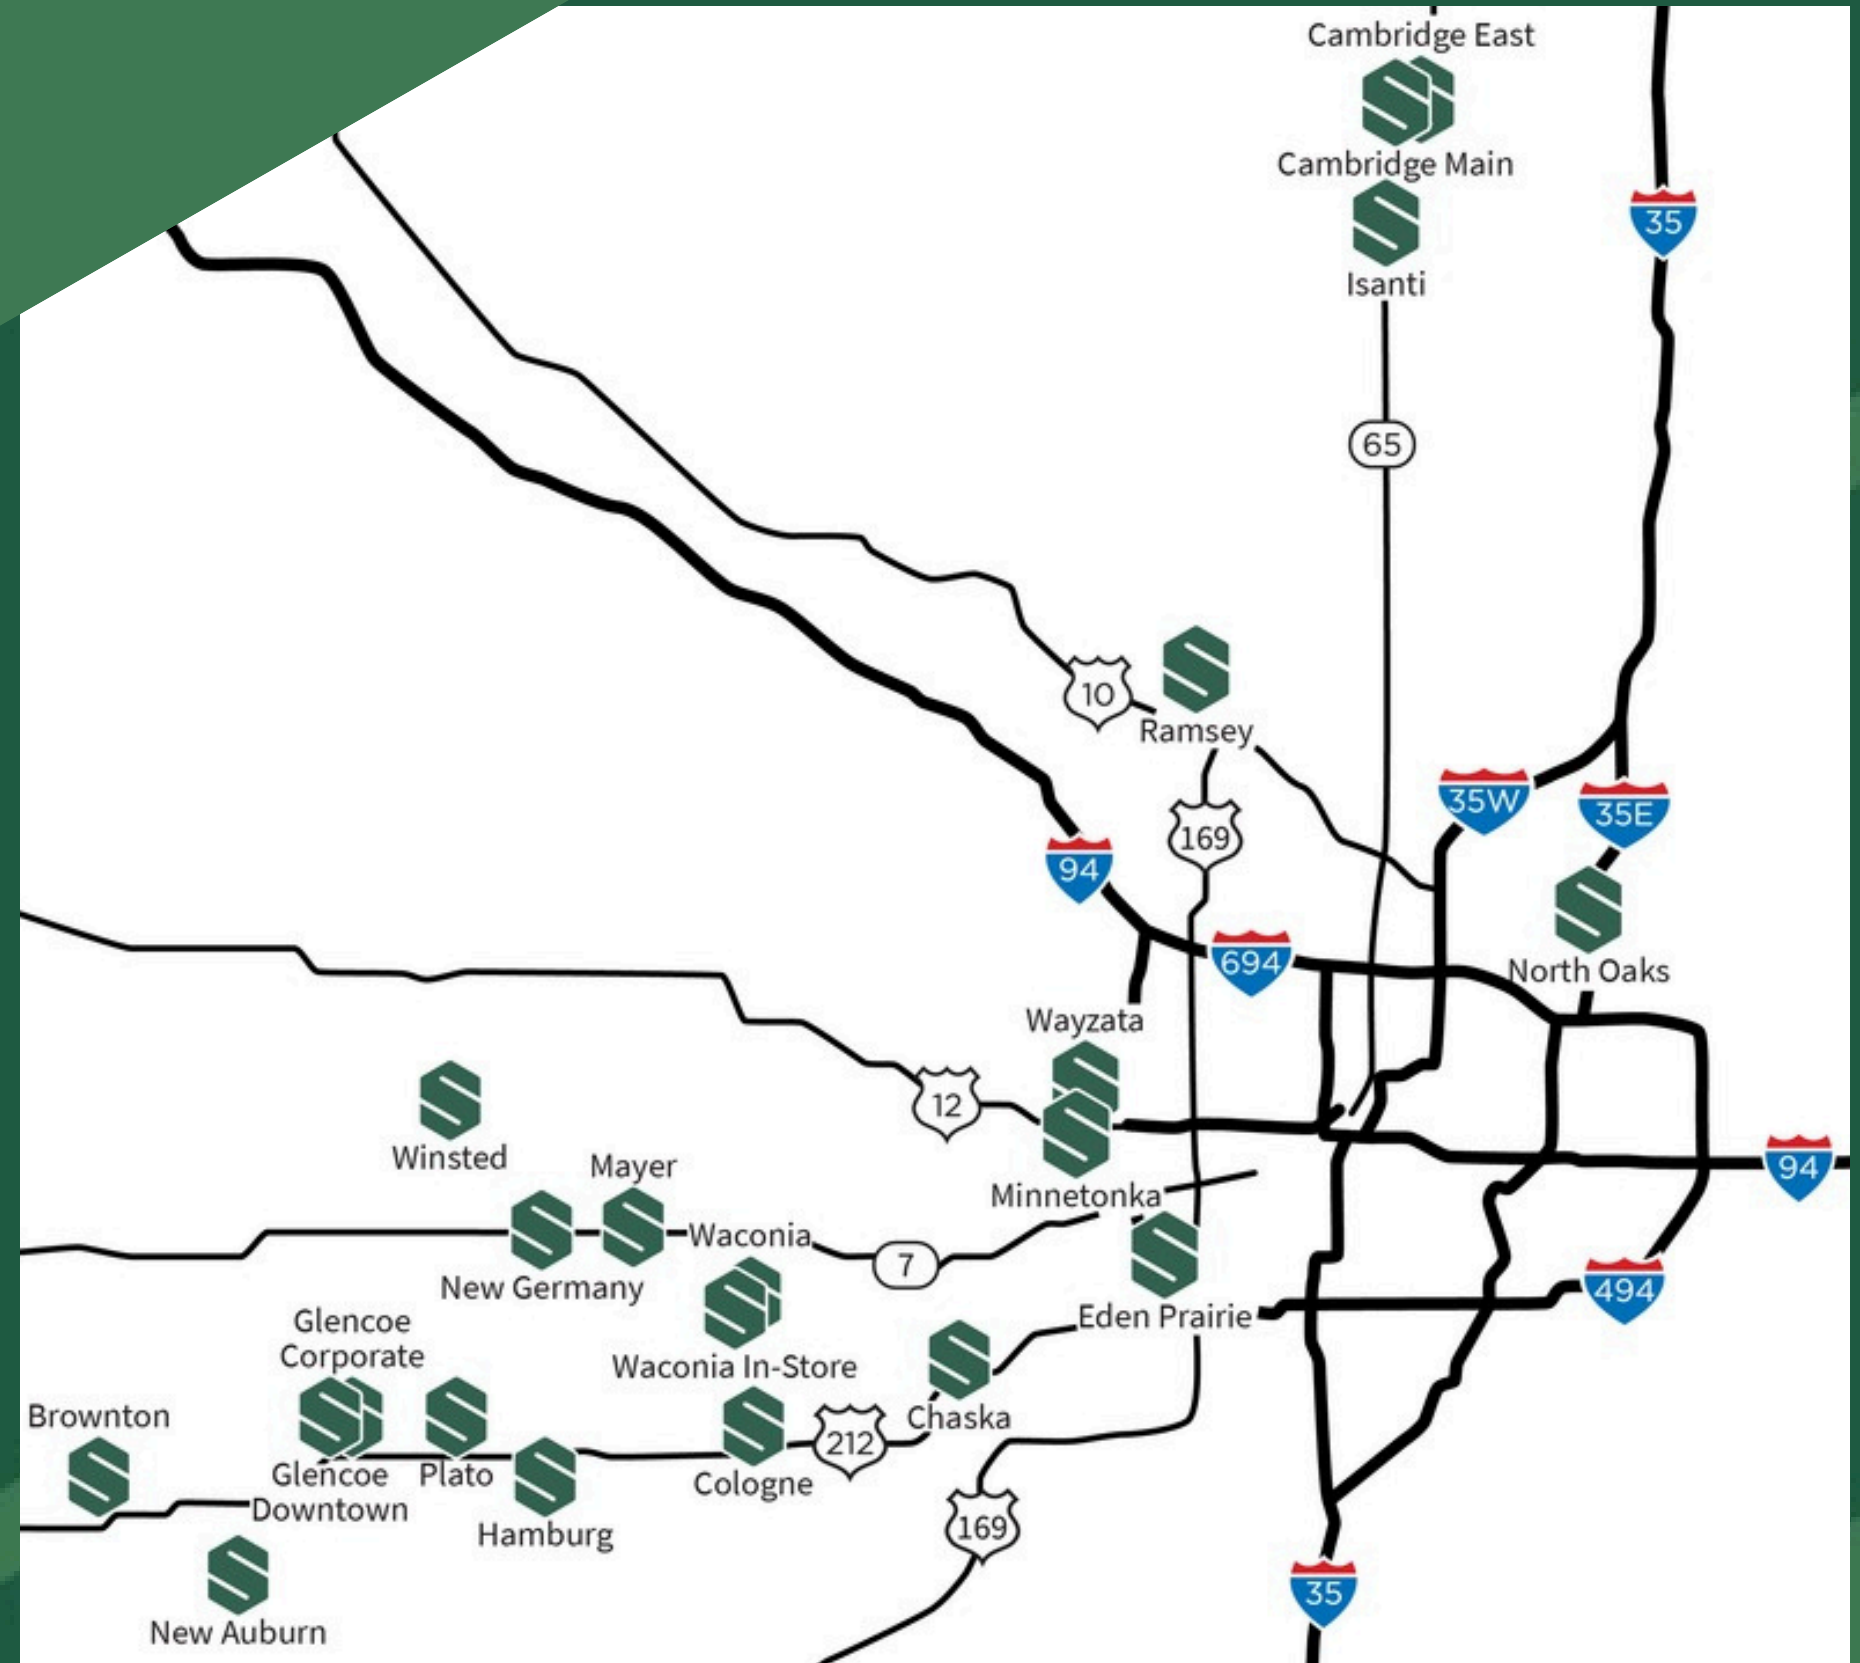 Cambridge East
Cambridge Main
35
Isanti
65
10
Ramsey
35W
35E
169
94
694
North Oaks
Wayzata
12
Winsted
94
Mayer
Minnetonka
Waconia
7
New Germany
494
Glencoe
Corporate
Eden Prairie
Waconia In-Store
Brownton
Chaska
212
Glencoe
Downtown
Plato
Cologne
Hamburg
169
35
New Auburn